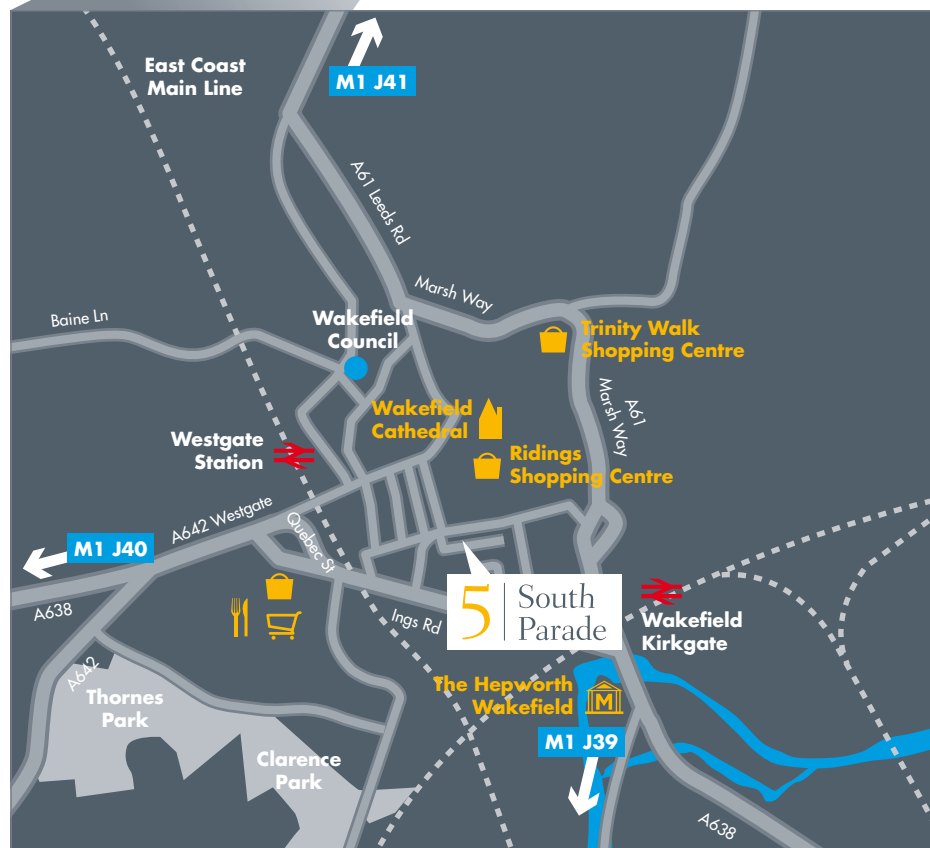 East Coast
Main Line
M1 J41
A61 Leeds Rd
Marsh Way
Baine Ln
Wakefield
Council
Trinity Walk
Shopping Centre
A61
Marsh Way
Wakefield
Cathedral
Westgate
Station
Ridings
Shopping Centre
A642 Westgate
Quebec St
M1 J40
A638
Ings Rd
5
South
Parade
Wakefield
Kirkgate
A642
Thornes
Park
The Hepworth
Wakefield
M
M1 J39
Clarence
Park
A638